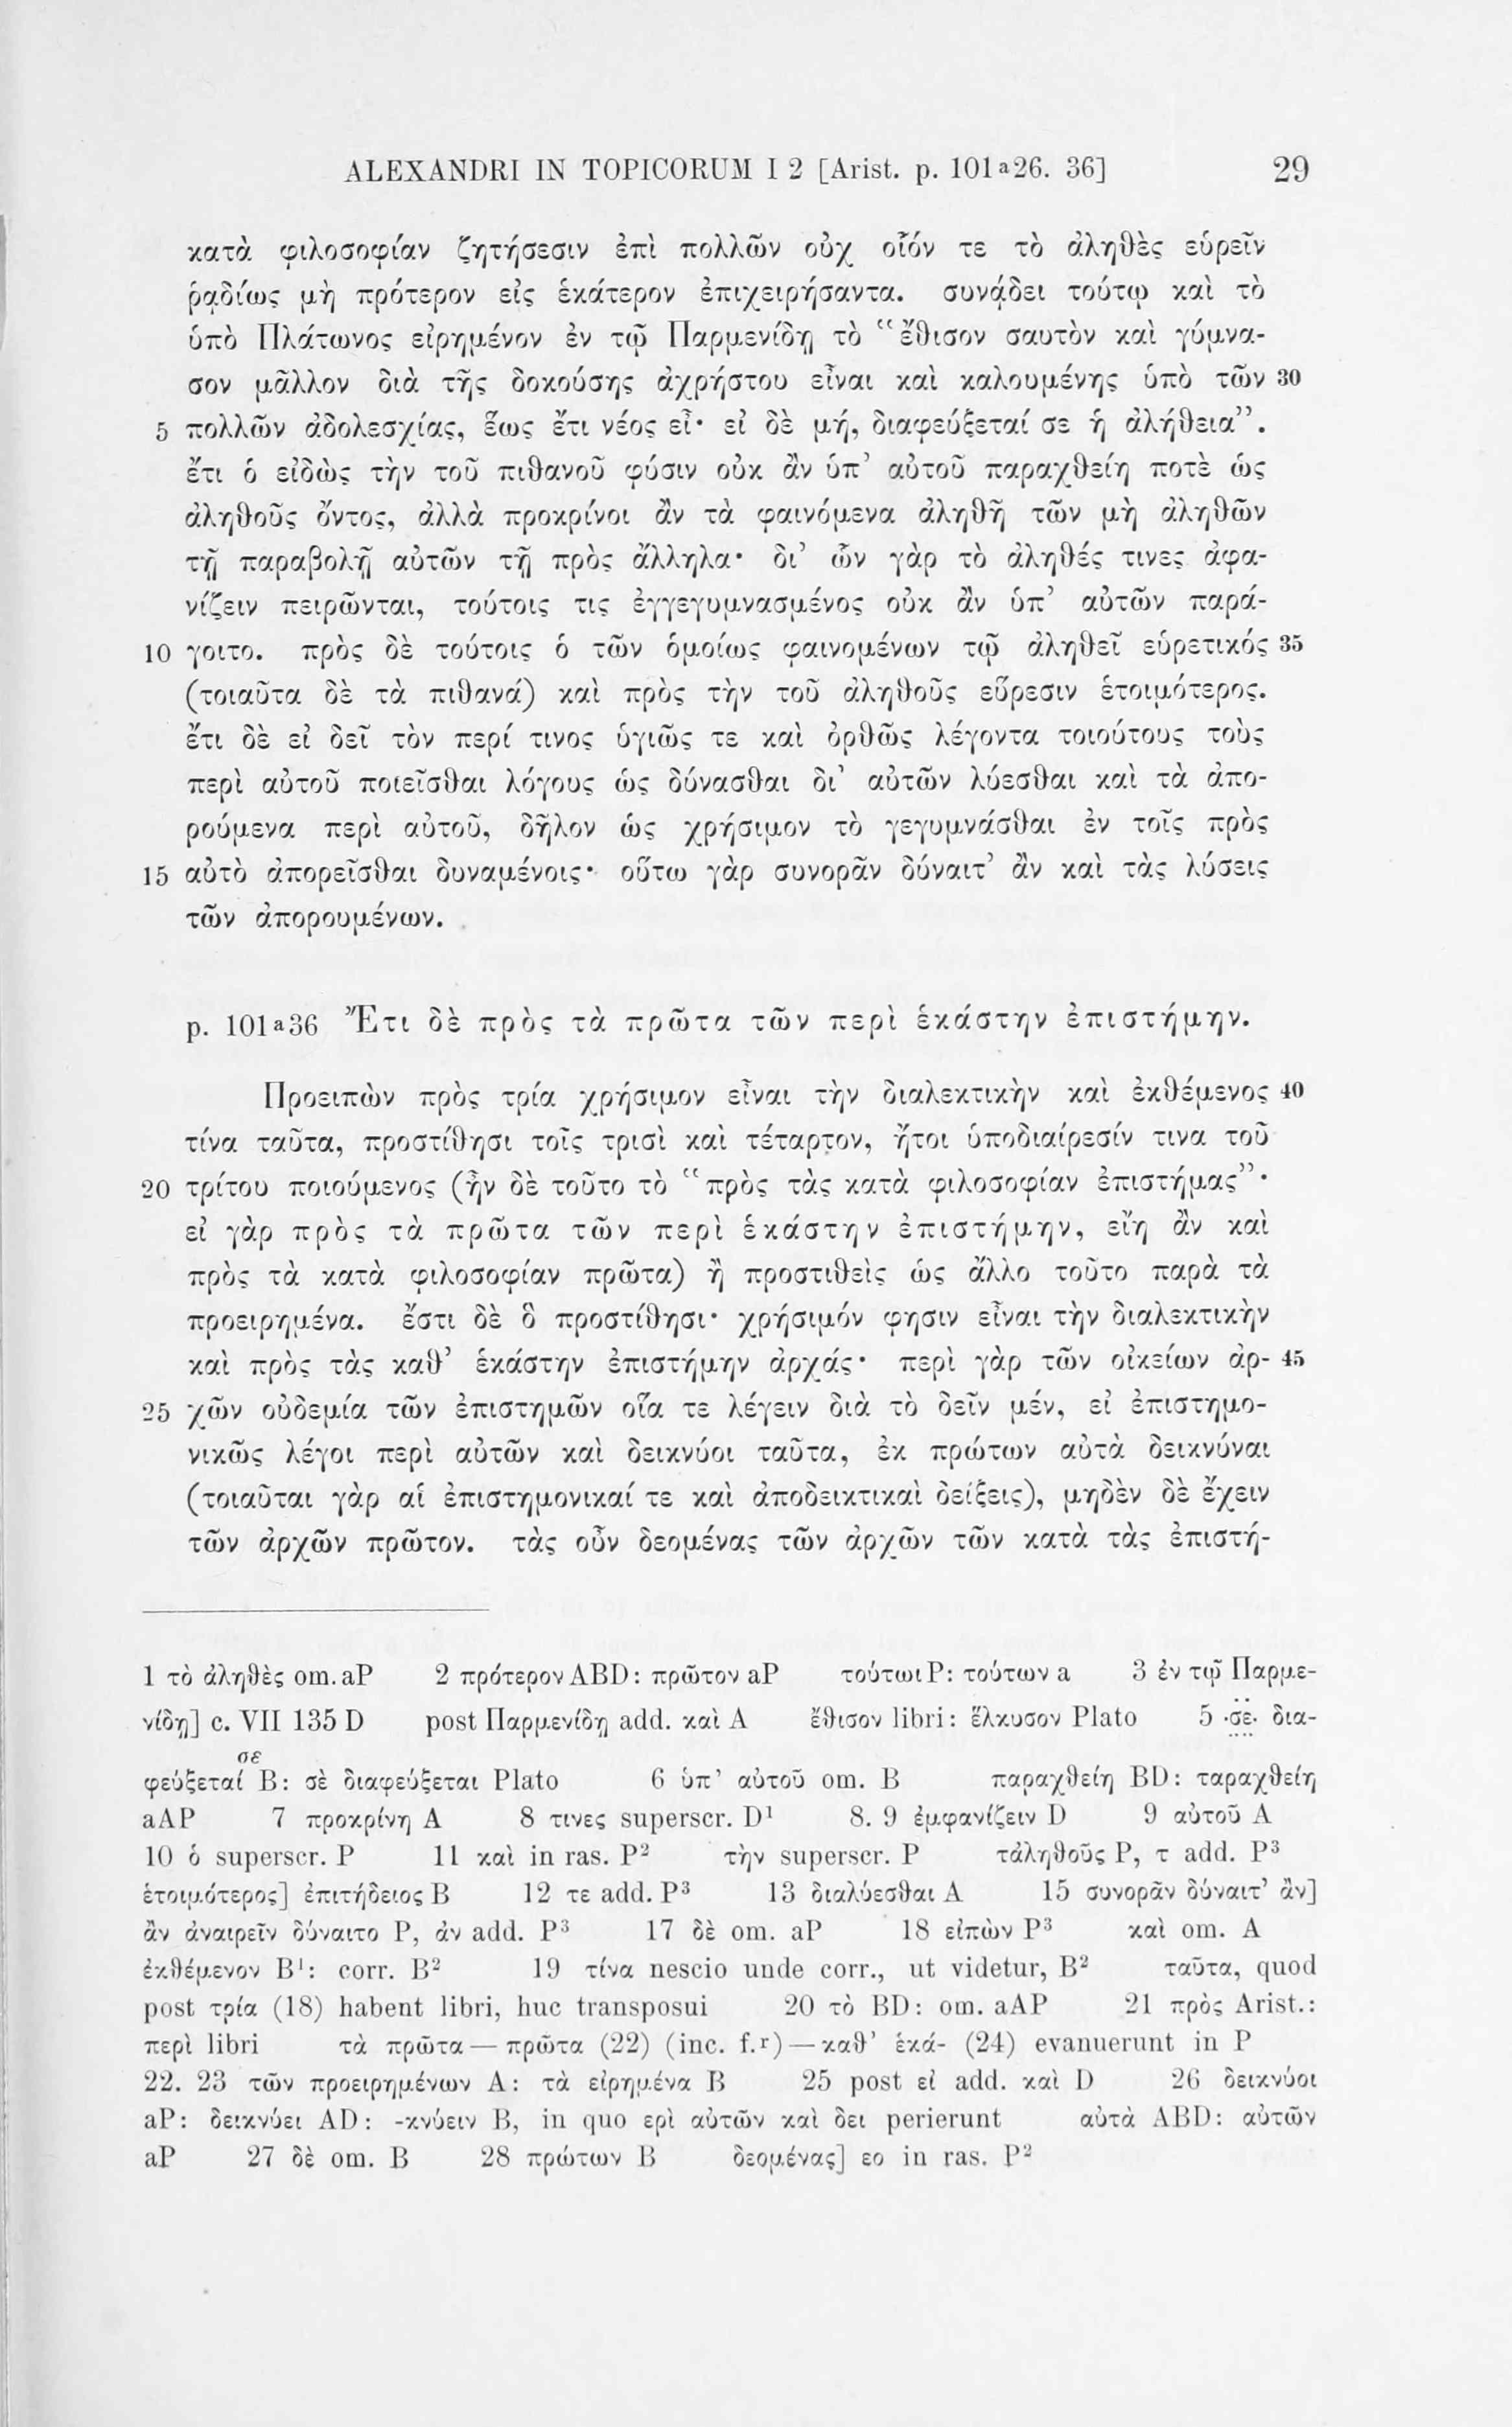 ALEXANDRI IN TOPICORUM I 2 [Arist. p. 101ᵃ26. 36] 29
κατὰ φιλοσοφίαν ζητήσεσιν ἐπὶ πολλῶν οὐχ οἷόν τε τὸ ἀληθὲς εὑρεῖν
ῥᾳδίως μὴ πρότερον εἰς ἑκάτερον ἐπιχειρήσαντα. συνᾴδει τούτῳ καὶ τὸ
ὑπὸ Πλάτωνος εἰρημένον ἐν τῷ Παρμενίδῃ τὸ “ἔθισον σαυτὸν καὶ γύμνα-
σον μᾶλλον διὰ τῆς δοκούσης ἀχρήστου εἶναι καὶ καλουμένης ὑπὸ τῶν 30
5 πολλῶν ἀδολεσχίας, ἕως ἔτι νέος εἶ· εἰ δὲ μή, διαφεύξεταί σε ἡ ἀλήθεια”.
ἔτι ὁ εἰδὼς τὴν τοῦ πιθανοῦ φύσιν οὐκ ἂν ὑπ’ αὐτοῦ παραχθείη ποτὲ ὡς
ἀληθοῦς ὄντος, ἀλλὰ προκρίνοι ἂν τὰ φαινόμενα ἀληθῆ τῶν μὴ ἀληθῶν
τῇ παραβολῇ αὐτῶν τῇ πρὸς ἄλληλα· δι’ ὧν γὰρ τὸ ἀληθές τινες ἀφα-
νίζειν πειρῶνται, τούτοις τις ἐγγεγυμνασμένος οὐκ ἂν ὑπ’ αὐτῶν παρά-
10 γοιτο. πρὸς δὲ τούτοις ὁ τῶν ὁμοίως φαινομένων τῷ ἀληθεῖ εὑρετικός 35
(τοιαῦτα δὲ τὰ πιθανά) καὶ πρὸς τὴν τοῦ ἀληθοῦς εὕρεσιν ἑτοιμότερος.
ἔτι δὲ εἰ δεῖ τὸν περί τινος ὑγιῶς τε καὶ ὀρθῶς λέγοντα τοιούτους τοὺς
περὶ αὐτοῦ ποιεῖσθαι λόγους ὡς δύνασθαι δι’ αὐτῶν λύεσθαι καὶ τὰ ἀπο-
ρούμενα περὶ αὐτοῦ, δῆλον ὡς χρήσιμον τὸ γεγυμνάσθαι ἐν τοῖς πρὸς
15 αὐτὸ ἀπορεῖσθαι δυναμένοις· οὕτω γὰρ συνορᾶν δύναιτ’ ἂν καὶ τὰς λύσεις
τῶν ἀπορουμένων.
p. 101ᵃ36 Ἔτι δὲ πρὸς τὰ πρῶτα τῶν περὶ ἑκάστην ἐπιστήμην.
Προειπὼν πρὸς τρία χρήσιμον εἶναι τὴν διαλεκτικὴν καὶ ἐκθέμενος 40
τίνα ταῦτα, προστίθησι τοῖς τρισὶ καὶ τέταρτον, ἤτοι ὑποδιαίρεσίν τινα τοῦ
20 τρίτου ποιούμενος (ἦν δὲ τοῦτο τὸ “πρὸς τὰς κατὰ φιλοσοφίαν ἐπιστήμας”·
εἰ γὰρ πρὸς τὰ πρῶτα τῶν περὶ ἑκάστην ἐπιστήμην, εἴη ἂν καὶ
πρὸς τὰ κατὰ φιλοσοφίαν πρῶτα) ἢ προστιθεὶς ὡς ἄλλο τοῦτο παρὰ τὰ
προειρημένα. ἔστι δὲ ὃ προστίθησι· χρήσιμόν φησιν εἶναι τὴν διαλεκτικὴν
καὶ πρὸς τὰς καθ’ ἑκάστην ἐπιστήμην ἀρχάς· περὶ γὰρ τῶν οἰκείων ἀρ- 45
25 χῶν οὐδεμία τῶν ἐπιστημῶν οἵα τε λέγειν διὰ τὸ δεῖν μέν, εἰ ἐπιστημο-
νικῶς λέγοι περὶ αὐτῶν καὶ δεικνύοι ταῦτα, ἐκ πρώτων αὐτὰ δεικνύναι
(τοιαῦται γὰρ αἱ ἐπιστημονικαί τε καὶ ἀποδεικτικαὶ δείξεις), μηδὲν δὲ ἔχειν
τῶν ἀρχῶν πρῶτον. τὰς οὖν δεομένας τῶν ἀρχῶν τῶν κατὰ τὰς ἐπιστή-
1 τὸ ἀληθὲς om. aP 2 πρότερον ABD: πρῶτον aP τούτωι P: τούτων a 3 ἐν τῷ Παρμε-
νίδῃ] c. VII 135 D post Παρμενίδῃ add. καὶ A ἔθισον libri: ἕλκυσον Plato 5 ·σὲ· δια-
σε
φεύξεταί B: σὲ διαφεύξεται Plato 6 ὑπ’ αὐτοῦ om. B παραχθείη BD: ταραχθείη
aAP 7 προκρίνη A 8 τινες superscr. D¹ 8. 9 ἐμφανίζειν D 9 αὐτοῦ A
10 ὁ superscr. P 11 καὶ in ras. P² τὴν superscr. P τἀληθοῦς P, τ add. P³
ἑτοιμότερος] ἐπιτήδειος B 12 τε add. P³ 13 διαλύεσθαι A 15 συνορᾶν δύναιτ’ ἂν]
ἂν ἀναιρεῖν δύναιτο P, ἀν add. P³ 17 δὲ om. aP 18 εἰπὼν P³ καὶ om. A
ἐκθέμενον B¹: corr. B² 19 τίνα nescio unde corr., ut videtur, B² ταῦτα, quod
post τρία (18) habent libri, huc transposui 20 τὸ BD: om. aAP 21 πρὸς Arist.:
περὶ libri τὰ πρῶτα — πρῶτα (22) (inc. f.ʳ) — καθ’ ἑκά- (24) evanuerunt in P
22. 23 τῶν προειρημένων A: τὰ εἰρημένα B 25 post εἰ add. καὶ D 26 δεικνύοι
aP: δεικνύει AD: -κνύειν B, in quo ερὶ αὐτῶν καὶ δει perierunt αὐτὰ ABD: αὐτῶν
aP 27 δὲ om. B 28 πρώτων B δεομένας] εο in ras. P²